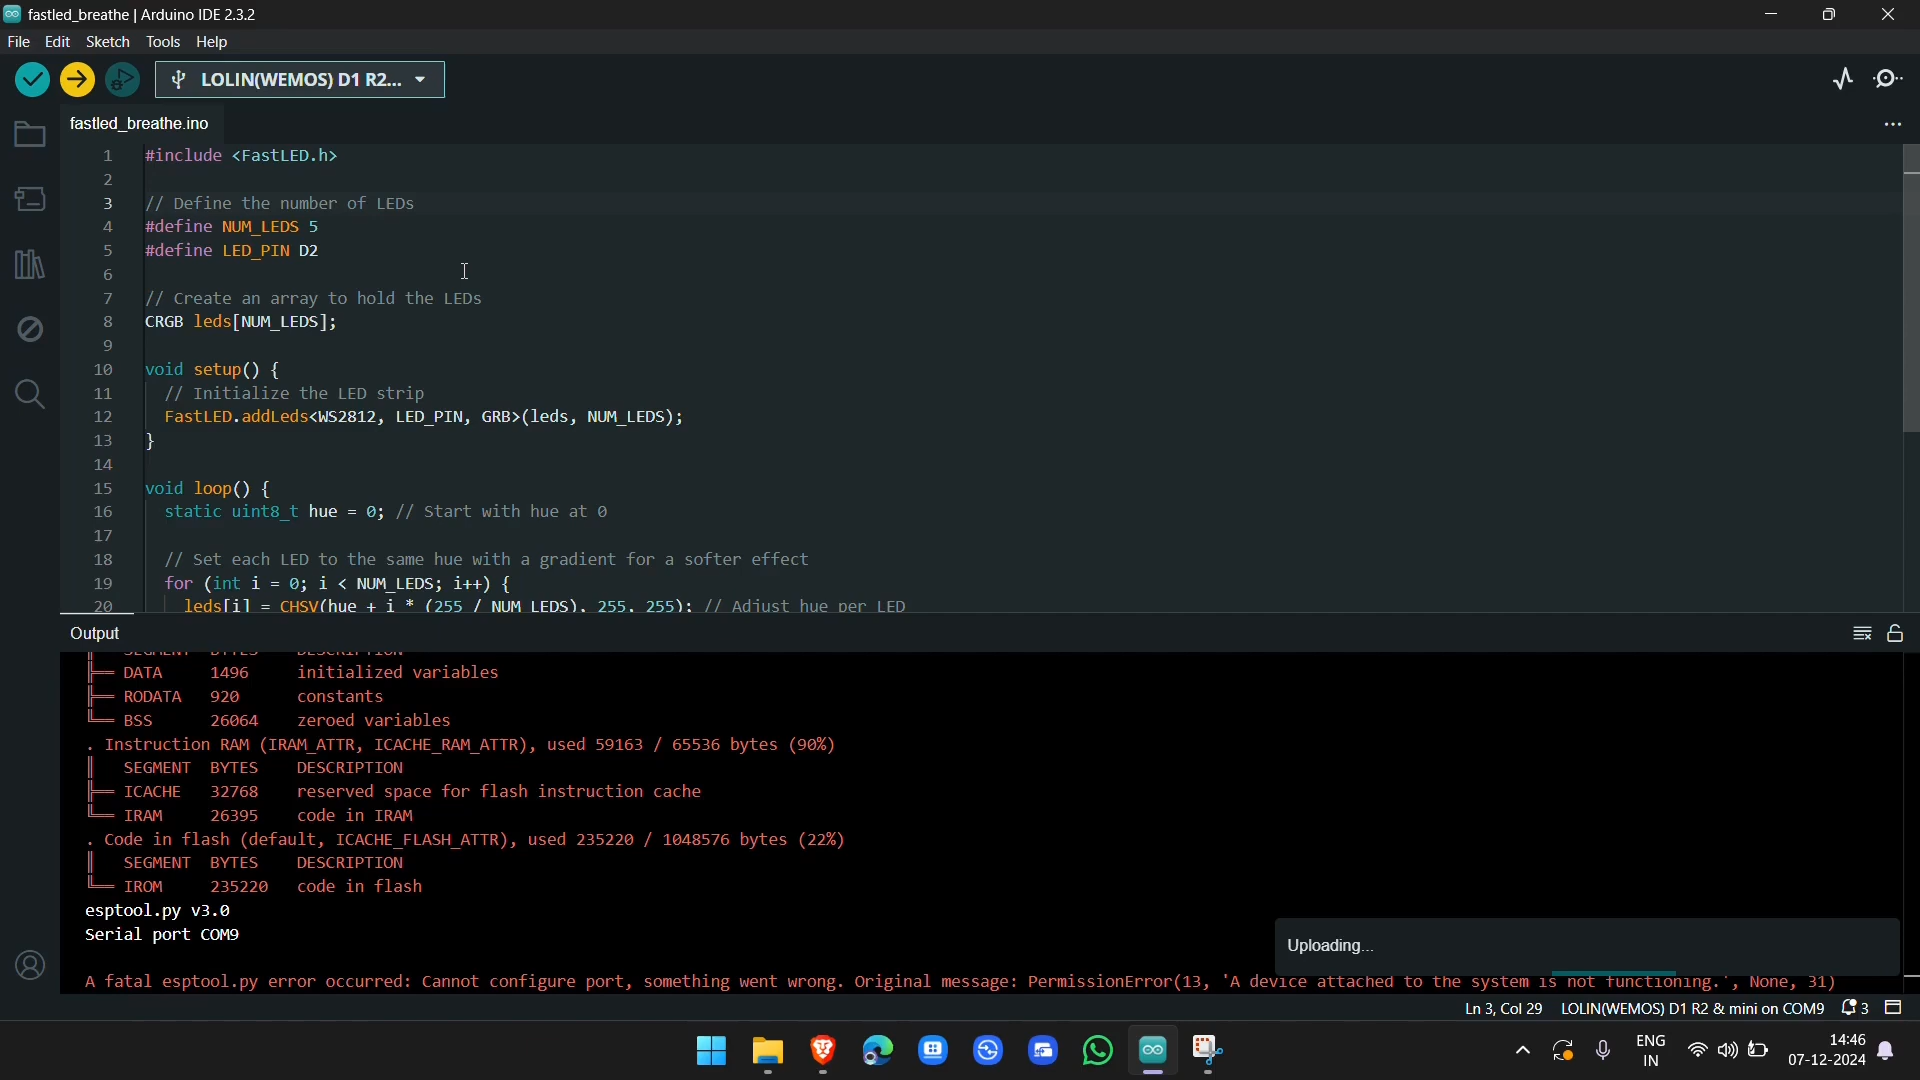 fastled_breathe | Arduino IDE 2.3.2
File Edit Sketch Tools Help
LOLIN(WEMOS) D1 R2...
fastled_breathe.ino
1 #include <FastLED.h>
2
3 // Define the number of LEDs
4 #define NUM_LEDS 5
5 #define LED_PIN D2
6
7 // Create an array to hold the LEDs
8 CRGB leds[NUM_LEDS];
9
10 void setup() {
11 // Initialize the LED strip
12 FastLED.addLeds<WS2812, LED_PIN, GRB>(leds, NUM_LEDS);
13 }
14
15 void loop() {
16 static uint8_t hue = 0; // Start with hue at 0
17
18 // Set each LED to the same hue with a gradient for a softer effect
19 for (int i = 0; i < NUM_LEDS; i++) {
20 leds[i] = CHSV(hue + i * (255 / NUM_LEDS), 255, 255); // Adjust hue per LED
Output
SEGMENT BYTES DESCRIPTION
╠══ DATA 1496 initialized variables
╠══ RODATA 920 constants
╚══ BSS 26064 zeroed variables
. Instruction RAM (IRAM_ATTR, ICACHE_RAM_ATTR), used 59163 / 65536 bytes (90%)
║ SEGMENT BYTES DESCRIPTION
╠══ ICACHE 32768 reserved space for flash instruction cache
╚══ IRAM 26395 code in IRAM
. Code in flash (default, ICACHE_FLASH_ATTR), used 235220 / 1048576 bytes (22%)
║ SEGMENT BYTES DESCRIPTION
╚══ IROM 235220 code in flash
esptool.py v3.0
Serial port COM9
Uploading...
A fatal esptool.py error occurred: Cannot configure port, something went wrong. Original message: PermissionError(13, 'A device attached to the system is not functioning.', None, 31)
Ln 3, Col 29 LOLIN(WEMOS) D1 R2 & mini on COM9 3
ENG 14:46
IN 07-12-2024